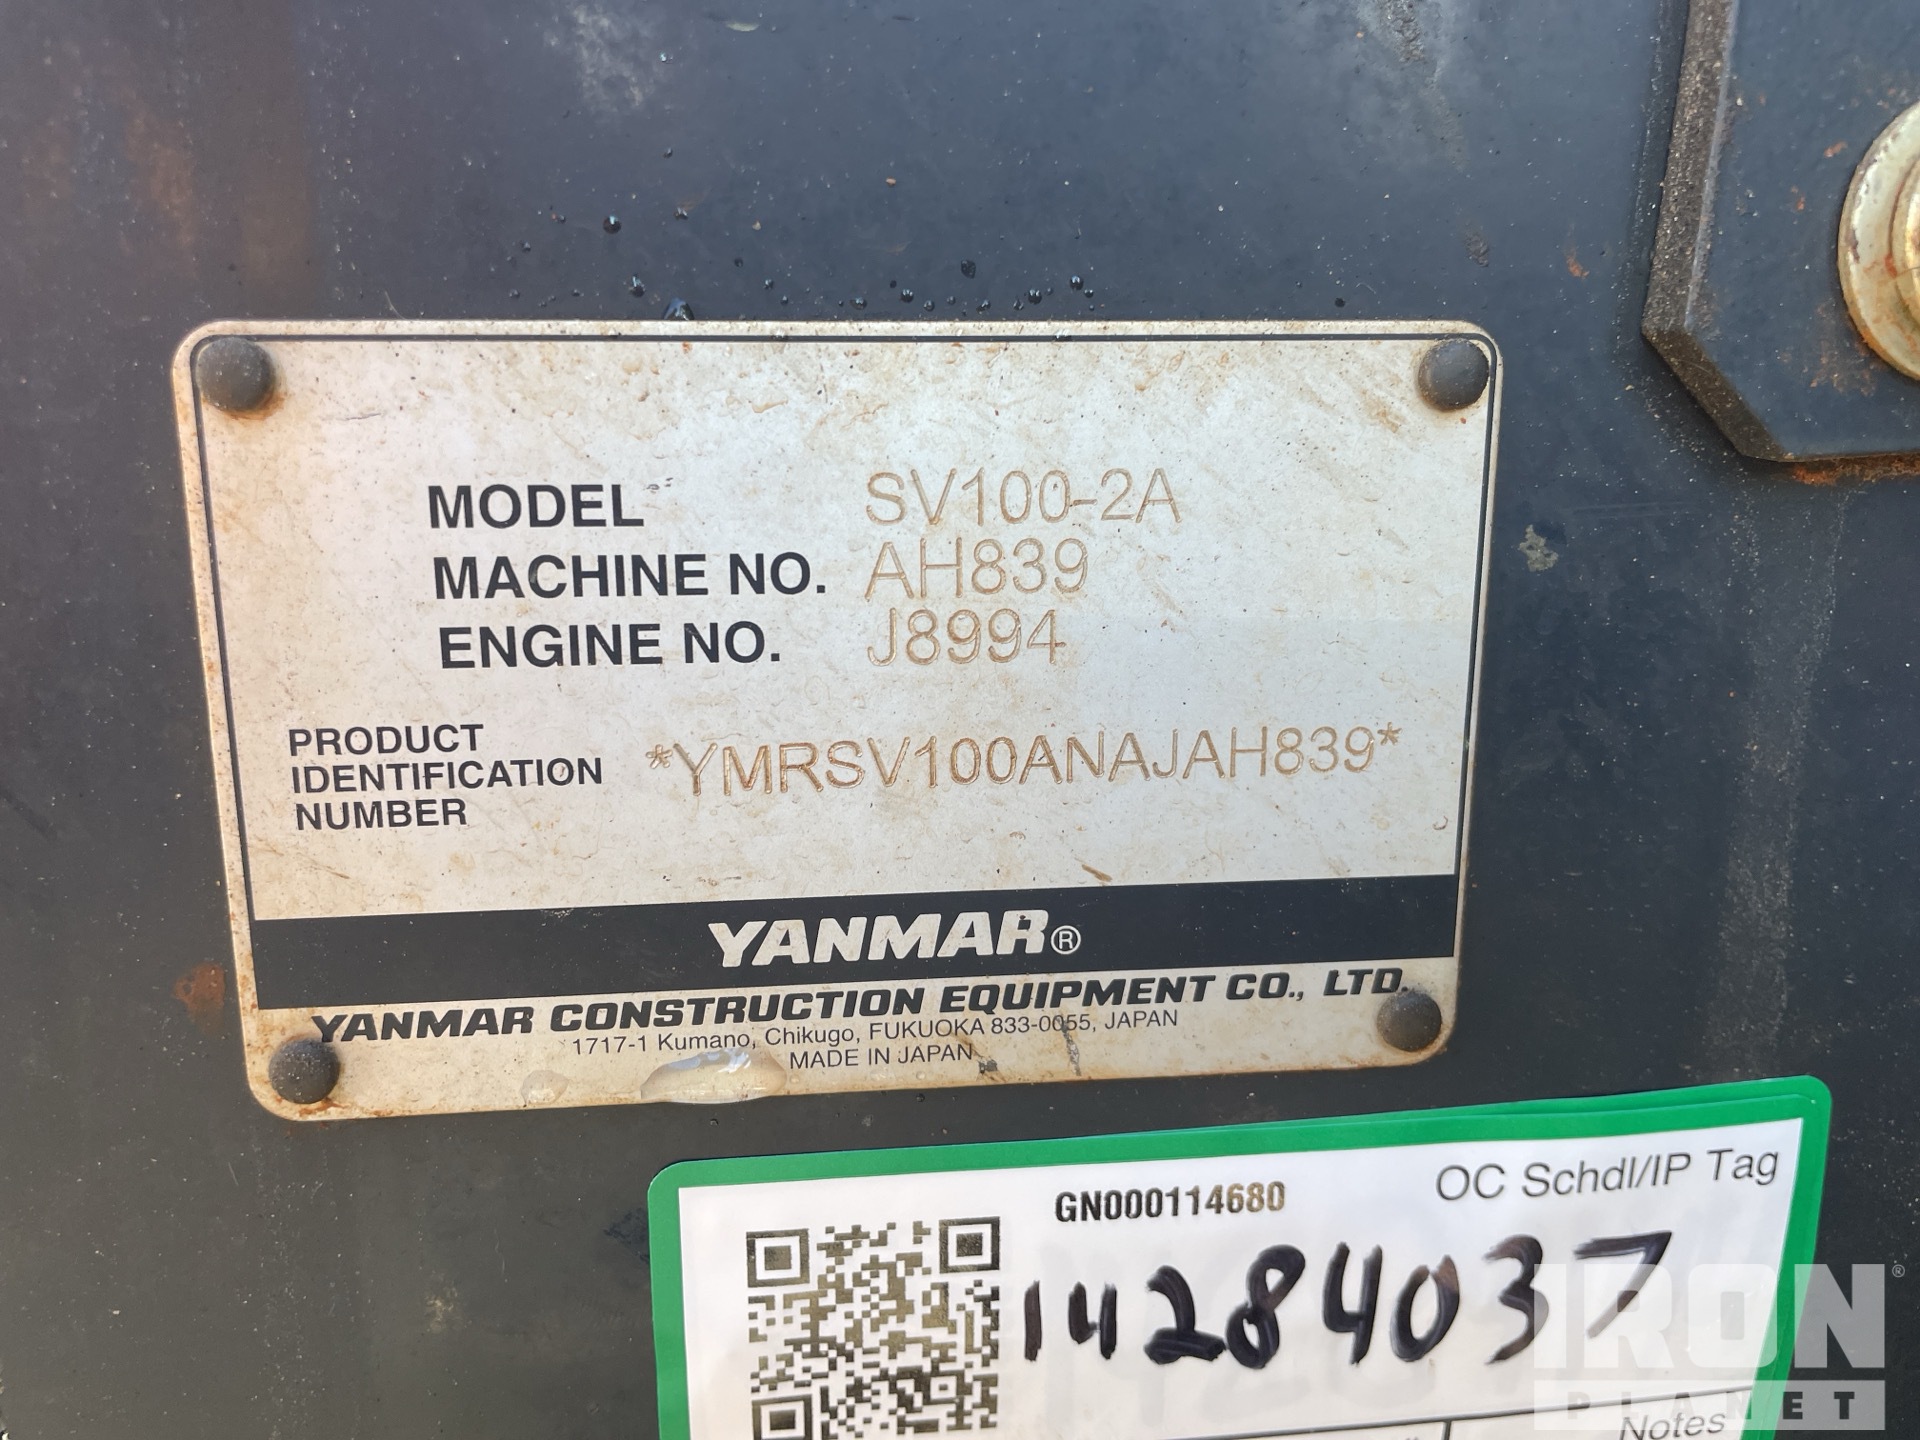 MODEL SV100-2A
MACHINE NO. AH839
ENGINE NO. J8994
PRODUCT
IDENTIFICATION
NUMBER
*YMRSV100ANAJAH839*
YANMAR®
YANMAR CONSTRUCTION EQUIPMENT CO., LTD.
1717-1 Kumano, Chikugo, FUKUOKA 833-0055, JAPAN
MADE IN JAPAN
OC Schdl/IP Tag
GN000114680
14284037
Notes
IRON®
PLANET